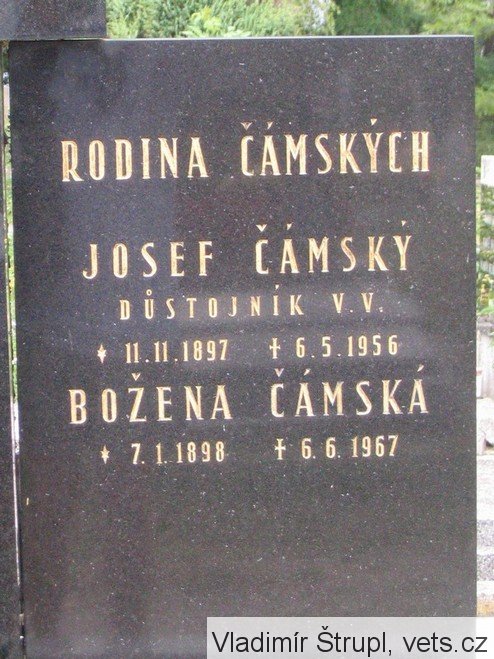 RODINA ČÁMSKÝCH
JOSEF ČÁMSKÝ
DŮSTOJNÍK V.V.
* 11.11.1897 † 6.5.1956
BOŽENA ČÁMSKÁ
* 7.1.1898 † 6.6.1967
Vladimír Štrupl, vets.cz